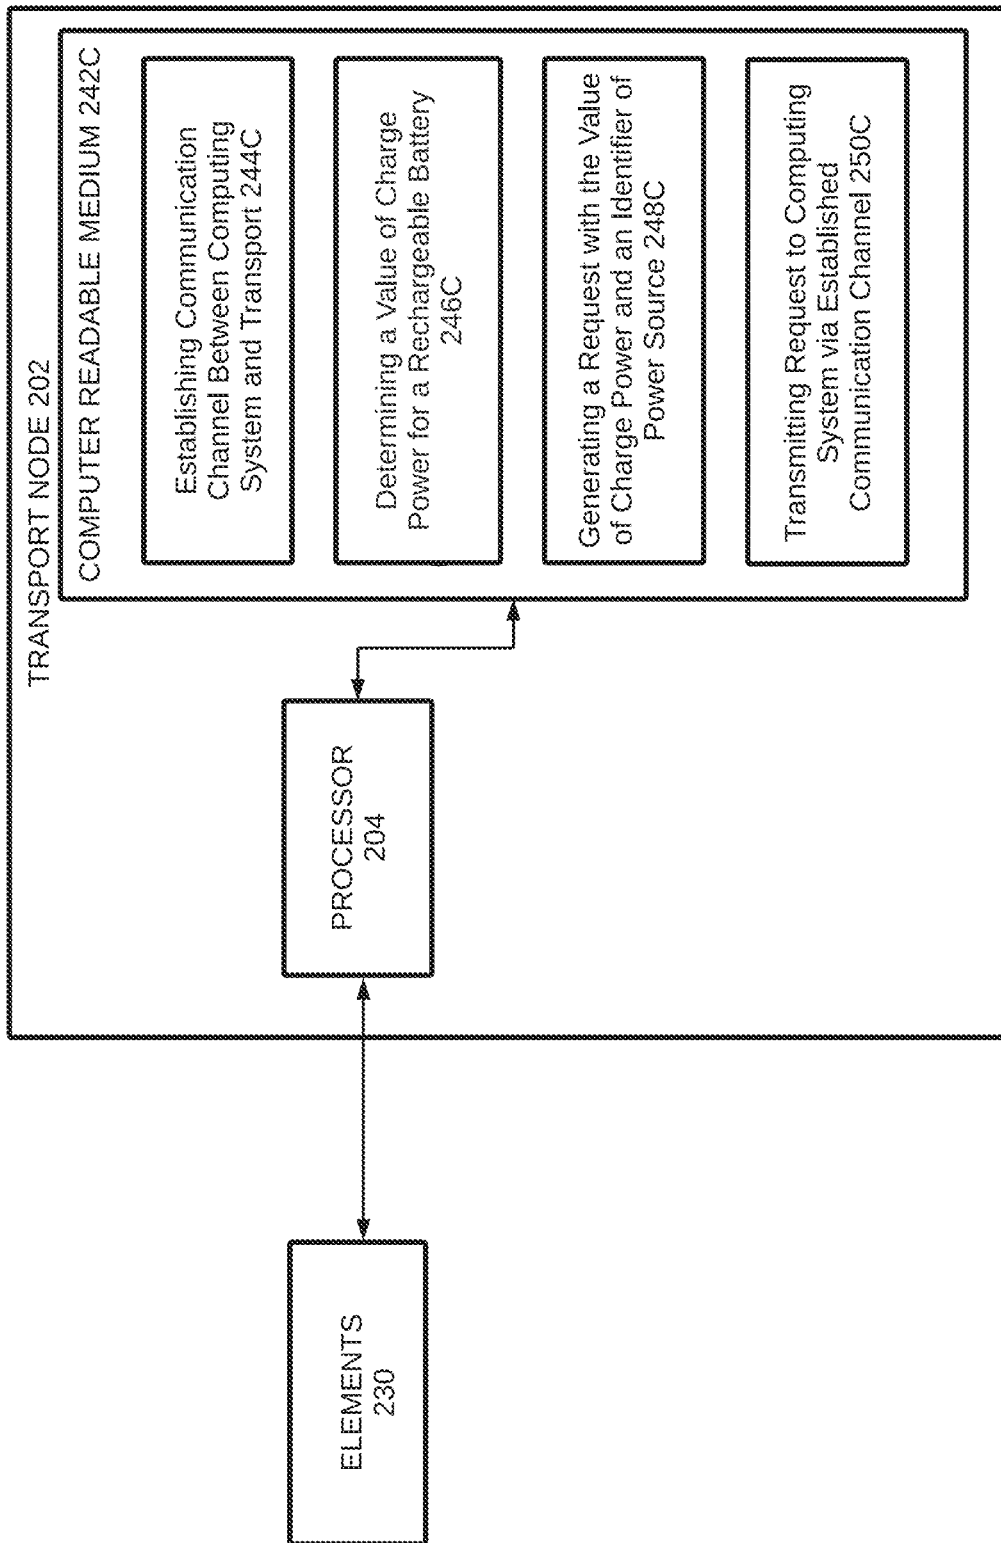 TRANSPORT NODE 202
COMPUTER READABLE MEDIUM 242C
Establishing Communication
Channel Between Computing
System and Transport 244C
Determining a Value of Charge
Power for a Rechargeable Battery
246C
Generating a Request with the Value
of Charge Power and an Identifier of
Power Source 248C
Transmitting Request to Computing
System via Established
Communication Channel 250C
PROCESSOR
204
ELEMENTS
230